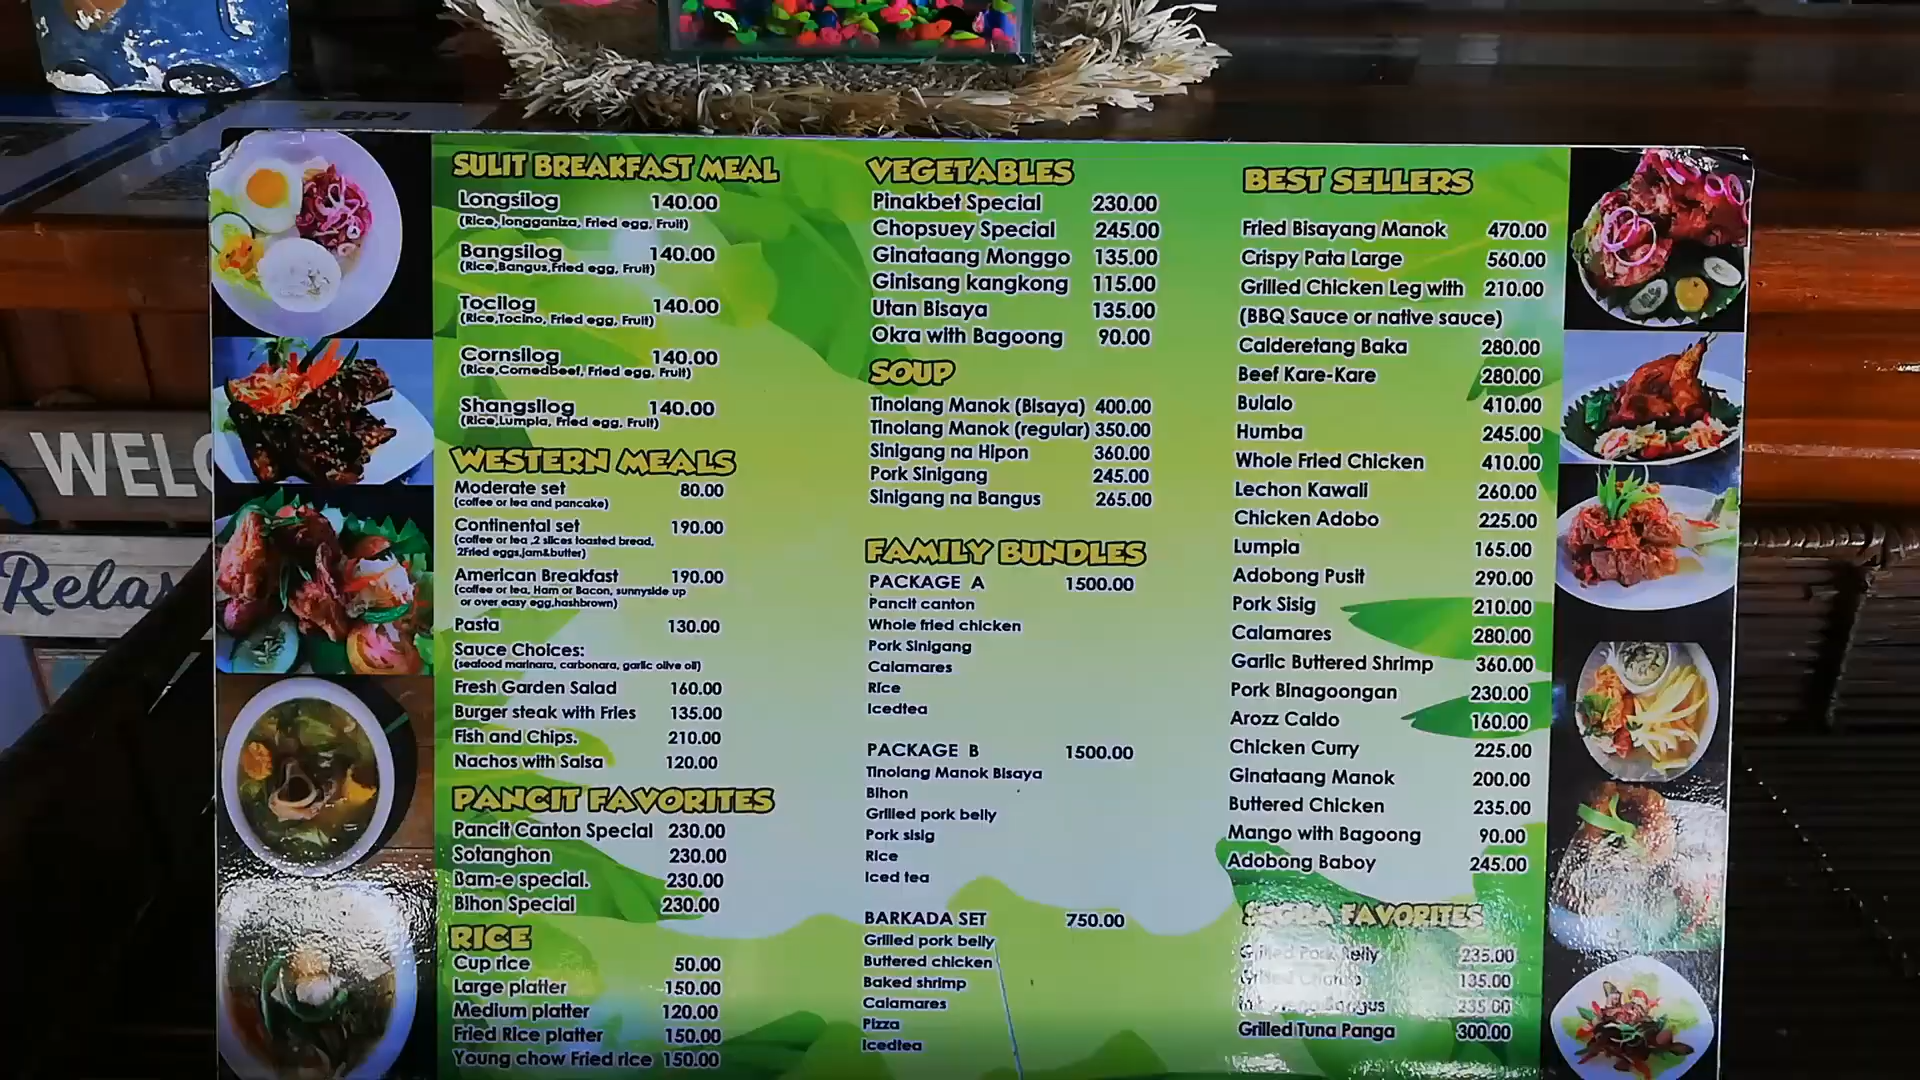 BPI
WELC
Relax
SULIT BREAKFAST MEAL
Longsilog 140.00
(Rice, longganiza, Fried egg, Fruit)
Bangsilog 140.00
(Rice,Bangus,Fried egg, Fruit)
Tocilog 140.00
(Rice,Tocino, Fried egg, Fruit)
Cornsilog 140.00
(Rice,Cornedbeef, Fried egg, Fruit)
Shangsilog 140.00
(Rice,Lumpia, Fried egg, Fruit)
WESTERN MEALS
Moderate set 80.00
(coffee or tea and pancake)
Continental set 190.00
(coffee or tea ,2 slices toasted bread,
2Fried eggs,jam&butter)
American Breakfast 190.00
(coffee or tea, Ham or Bacon, sunnyside up
or over easy egg,hashbrown)
Pasta 130.00
Sauce Choices:
(seafood marinara, carbonara, garlic olive oil)
Fresh Garden Salad 160.00
Burger steak with Fries 135.00
Fish and Chips. 210.00
Nachos with Salsa 120.00
PANCIT FAVORITES
Pancit Canton Special 230.00
Sotanghon 230.00
Bam-e special. 230.00
Bihon Special 230.00
RICE
Cup rice 50.00
Large platter 150.00
Medium platter 120.00
Fried Rice platter 150.00
Young chow Fried rice 150.00
VEGETABLES
Pinakbet Special 230.00
Chopsuey Special 245.00
Ginataang Monggo 135.00
Ginisang kangkong 115.00
Utan Bisaya 135.00
Okra with Bagoong 90.00
SOUP
Tinolang Manok (Bisaya) 400.00
Tinolang Manok (regular) 350.00
Sinigang na Hipon 360.00
Pork Sinigang 245.00
Sinigang na Bangus 265.00
FAMILY BUNDLES
PACKAGE A 1500.00
Pancit canton
Whole fried chicken
Pork Sinigang
Calamares
Rice
Icedtea
PACKAGE B 1500.00
Tinolang Manok Bisaya
Bihon
Grilled pork belly
Pork sisig
Rice
Iced tea
BARKADA SET 750.00
Grilled pork belly
Buttered chicken
Baked shrimp
Calamares
Pizza
Icedtea
BEST SELLERS
Fried Bisayang Manok 470.00
Crispy Pata Large 560.00
Grilled Chicken Leg with 210.00
(BBQ Sauce or native sauce)
Calderetang Baka 280.00
Beef Kare-Kare 280.00
Bulalo 410.00
Humba 245.00
Whole Fried Chicken 410.00
Lechon Kawali 260.00
Chicken Adobo 225.00
Lumpia 165.00
Adobong Pusit 290.00
Pork Sisig 210.00
Calamares 280.00
Garlic Buttered Shrimp 360.00
Pork Binagoongan 230.00
Arozz Caldo 160.00
Chicken Curry 225.00
Ginataang Manok 200.00
Buttered Chicken 235.00
Mango with Bagoong 90.00
Adobong Baboy 245.00
FAVORITES
Grilled Pork Belly 235.00
Grilled 135.00
Bangus 235.00
Grilled Tuna Panga 300.00